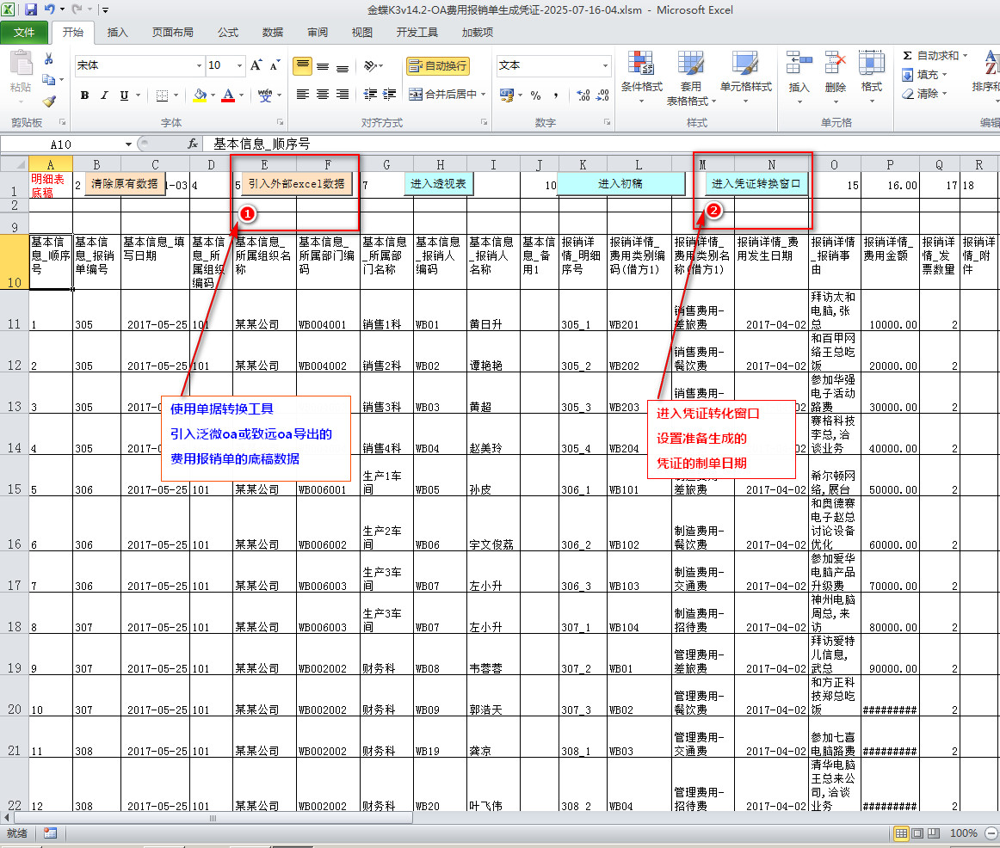 金蝶K3v14.2-OA费用报销单生成凭证-2025-07-16-04.xlsm - Microsoft Excel
文件 开始 插入 页面布局 公式 数据 审阅 视图 开发工具 加载项
宋体 10 自动换行 文本 Σ 自动求和
粘贴 条件格式 套用 单元格样式 插入 删除 格式 填充 排序和
B I U A 合并后居中 % , 表格格式 清除
剪贴板 字体 对齐方式 数字 样式 单元格 编辑
A10 fx 基本信息_顺序号
A B C D E F G H I J K L M N O P Q R
1 明细表 2 清除原有数据 1-03 4 5 引入外部excel数据 7 进入透视表 10 进入初稿 进入凭证转换窗口 15 16.00 17 18
底稿
2
9
1 2
基本信 基本信 基本信息_填 基本信 基本信息_ 基本信息_ 基本信息 基本信息 基本信息 基本信 报销详 报销详情_ 报销详情_ 报销详情_费 报销详情 报销详情_ 报销详 报销详
息_顺序 息_报销 写日期 息_所 所属组织名 所属部门编 _所属部 _报销人 _报销人 息_备 情_明细 费用类别编 费用类别名 用发生日期 _报销事 费用金额 情_发 情_附
10 号 单编号 属组织 称 码 门名称 编码 名称 用1 序号 码(借方1) 称(借方1) 由 票数量 件
编码
拜访太和
销售费用- 电脑,张
11 1 305 2017-05-25 101 某某公司 WB004001 销售1科 WB01 黄日升 305_1 WB201 差旅费 2017-04-02 总 10000.00 2
和百甲网
销售费用- 络王总吃
12 2 305 2017-05-25 101 某某公司 WB004002 销售2科 WB02 谭艳艳 305_2 WB202 餐饮费 2017-04-02 饭 20000.00 2
参加华强
销售费用- 电子活动
13 3 305 2017-0 销售3科 WB03 黄超 305_3 WB203 02 路费 30000.00 2
赛格科技
李总,洽
14 4 305 2017-0 销售4科 WB04 赵美玲 305_4 WB204 02 谈业务 40000.00 2
使用单据转换工具
引入泛微oa或致远oa导出的
费用报销单的底稿数据
进入凭证转化窗口
设置准备生成的
凭证的制单日期
生产1车 希尔顿网
15 5 306 2017-05-25 101 某某公司 WB006001 间 WB05 孙皮 306_1 WB101 差旅费 2017-04-02 络,展台 50000.00 2
和奥德赛
电子赵总
生产2车 制造费用- 讨论设备
16 6 306 2017-05-25 101 某某公司 WB006002 间 WB06 宇文俊荔 306_2 WB102 餐饮费 2017-04-02 优化 60000.00 2
参加爱华
生产3车 制造费用- 电脑产品
17 7 306 2017-05-25 101 某某公司 WB006003 间 WB07 左小升 306_3 WB103 交通费 2017-04-02 升级费 70000.00 2
神州电脑
生产3车 制造费用- 周总,来
18 8 307 2017-05-25 101 某某公司 WB006003 间 WB07 左小升 307_1 WB104 招待费 2017-04-02 访 80000.00 2
拜访爱特
管理费用- 儿信息,
19 9 307 2017-05-25 101 某某公司 WB002002 财务科 WB08 韦蓉蓉 307_2 WB01 差旅费 2017-04-02 武总 90000.00 2
和方正科
管理费用- 技郑总吃
20 10 307 2017-05-25 101 某某公司 WB002002 财务科 WB09 郭浩天 307_3 WB02 餐饮费 2017-04-02 饭 ######### 2
管理费用- 参加七喜
21 11 308 2017-05-25 101 某某公司 WB002002 财务科 WB19 龚凉 308_1 WB03 交通费 2017-04-02 电脑路费 ######### 2
清华电脑
王总来公
管理费用- 司,洽谈
22 12 308 2017-05-25 101 某某公司 WB002002 财务科 WB20 叶飞伟 308_2 WB04 招待费 2017-04-02 业务 ######### 2
就绪 100%